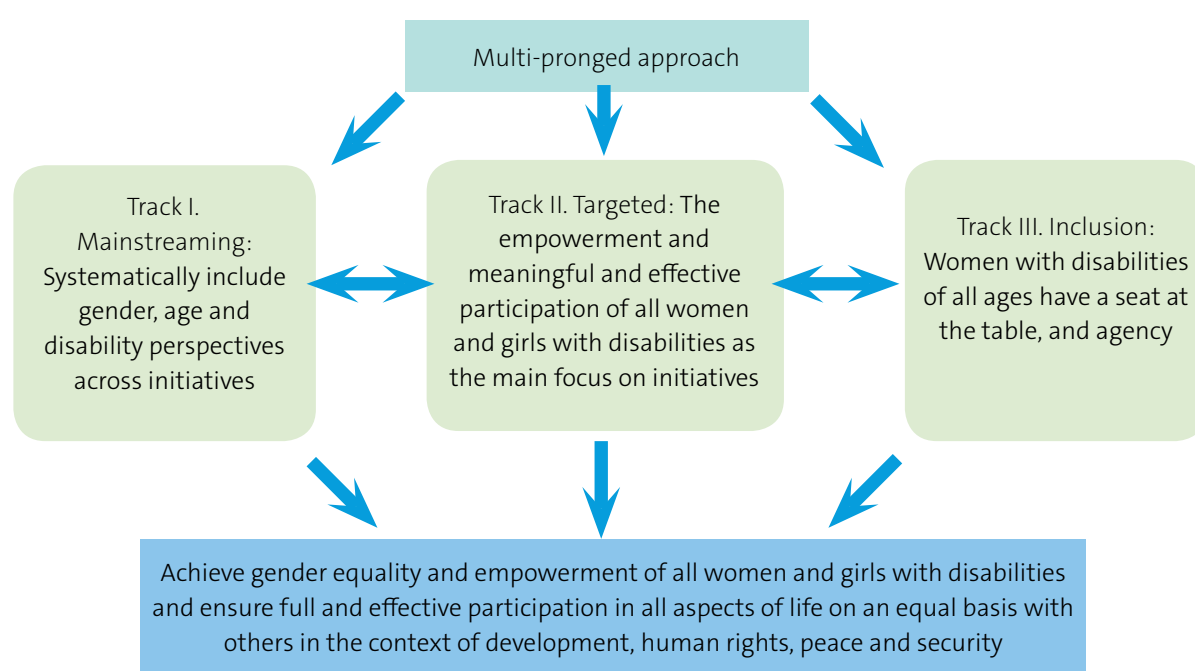 Multi-pronged approach
Track I.
Mainstreaming:
Systematically include
gender, age and
disability perspectives
across initiatives
Track II. Targeted: The
empowerment and
meaningful and effective
participation of all women
and girls with disabilities as
the main focus on initiatives
Track III. Inclusion:
Women with disabilities
of all ages have a seat at
the table, and agency
Achieve gender equality and empowerment of all women and girls with disabilities
and ensure full and effective participation in all aspects of life on an equal basis with
others in the context of development, human rights, peace and security